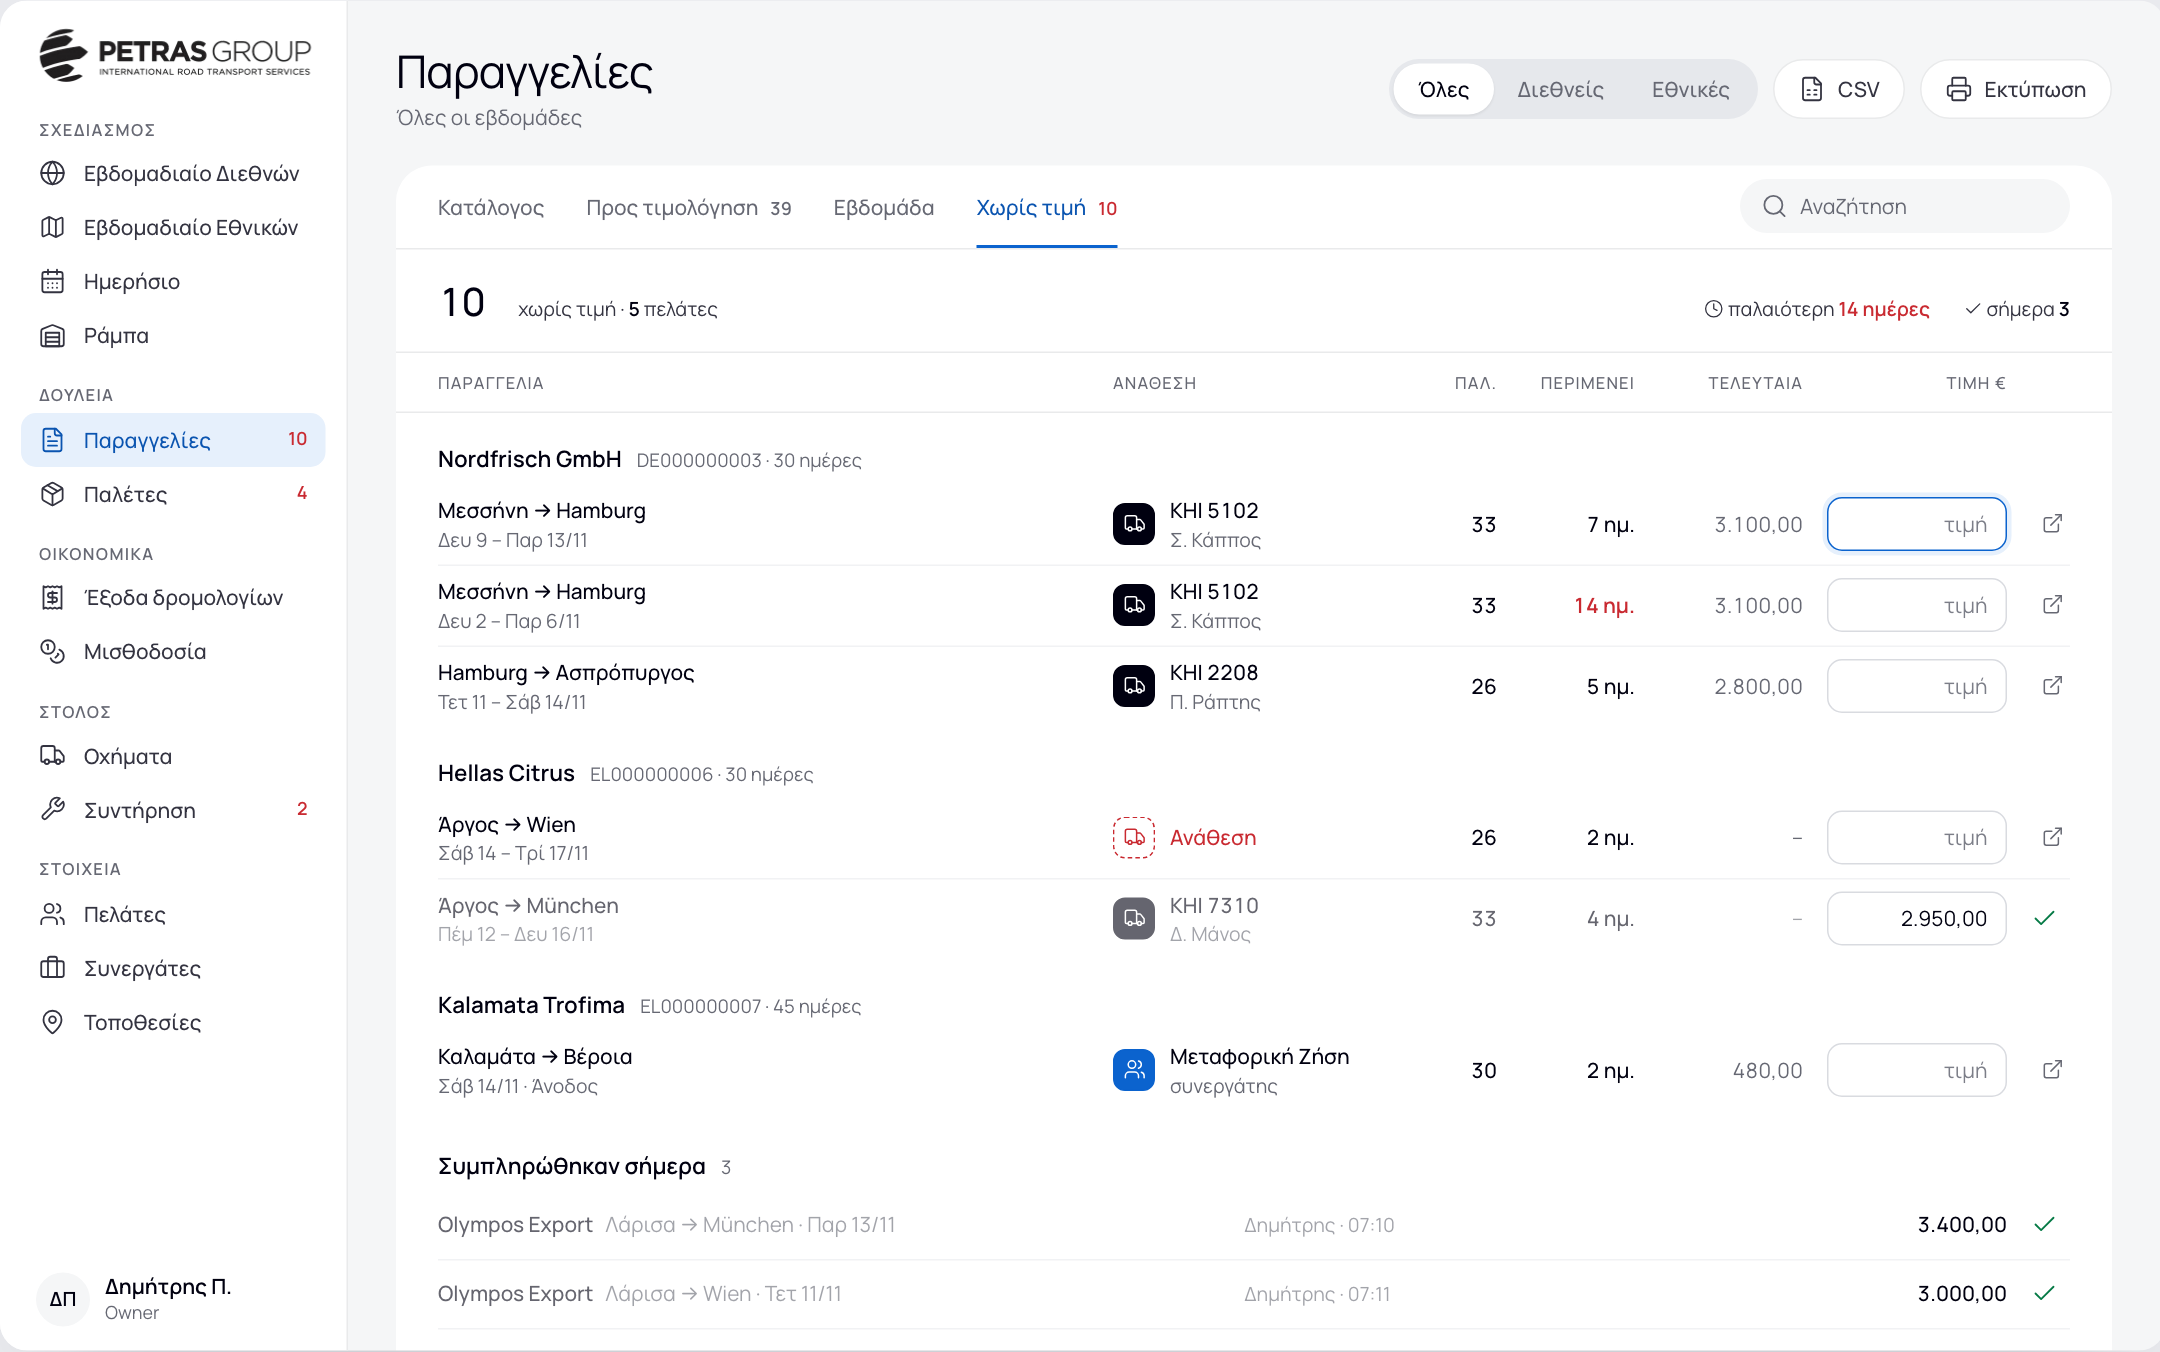 PETRAS GROUP
INTERNATIONAL ROAD TRANSPORT SERVICES
ΣΧΕΔΙΑΣΜΟΣ
Εβδομαδιαίο Διεθνών
Εβδομαδιαίο Εθνικών
Ημερήσιο
Ράμπα
ΔΟΥΛΕΙΑ
Παραγγελίες 10
Παλέτες 4
ΟΙΚΟΝΟΜΙΚΑ
Έξοδα δρομολογίων
Μισθοδοσία
ΣΤΟΛΟΣ
Οχήματα
Συντήρηση 2
ΣΤΟΙΧΕΙΑ
Πελάτες
Συνεργάτες
Τοποθεσίες
ΔΠ
Δημήτρης Π.
Owner
Παραγγελίες
Όλες οι εβδομάδες
Όλες Διεθνείς Εθνικές CSV Εκτύπωση
Κατάλογος Προς τιμολόγηση 39 Εβδομάδα Χωρίς τιμή 10 Αναζήτηση
10 χωρίς τιμή · 5 πελάτες παλαιότερη 14 ημέρες σήμερα 3
ΠΑΡΑΓΓΕΛΙΑ ΑΝΑΘΕΣΗ ΠΑΛ. ΠΕΡΙΜΕΝΕΙ ΤΕΛΕΥΤΑΙΑ ΤΙΜΗ €
Nordfrisch GmbH DE000000003 · 30 ημέρες
Μεσσήνη → Hamburg KHI 5102 33 7 ημ. 3.100,00 τιμή
Δευ 9 – Παρ 13/11 Σ. Κάππος
Μεσσήνη → Hamburg KHI 5102 33 14 ημ. 3.100,00 τιμή
Δευ 2 – Παρ 6/11 Σ. Κάππος
Hamburg → Ασπρόπυργος KHI 2208 26 5 ημ. 2.800,00 τιμή
Τετ 11 – Σάβ 14/11 Π. Ράπτης
Hellas Citrus EL000000006 · 30 ημέρες
Άργος → Wien Ανάθεση 26 2 ημ. – τιμή
Σάβ 14 – Τρί 17/11
Άργος → München KHI 7310 33 4 ημ. – 2.950,00
Πέμ 12 – Δευ 16/11 Δ. Μάνος
Kalamata Trofima EL000000007 · 45 ημέρες
Καλαμάτα → Βέροια Μεταφορική Ζήση 30 2 ημ. 480,00 τιμή
Σάβ 14/11 · Άνοδος συνεργάτης
Συμπληρώθηκαν σήμερα 3
Olympos Export Λάρισα → München · Παρ 13/11 Δημήτρης · 07:10 3.400,00
Olympos Export Λάρισα → Wien · Τετ 11/11 Δημήτρης · 07:11 3.000,00